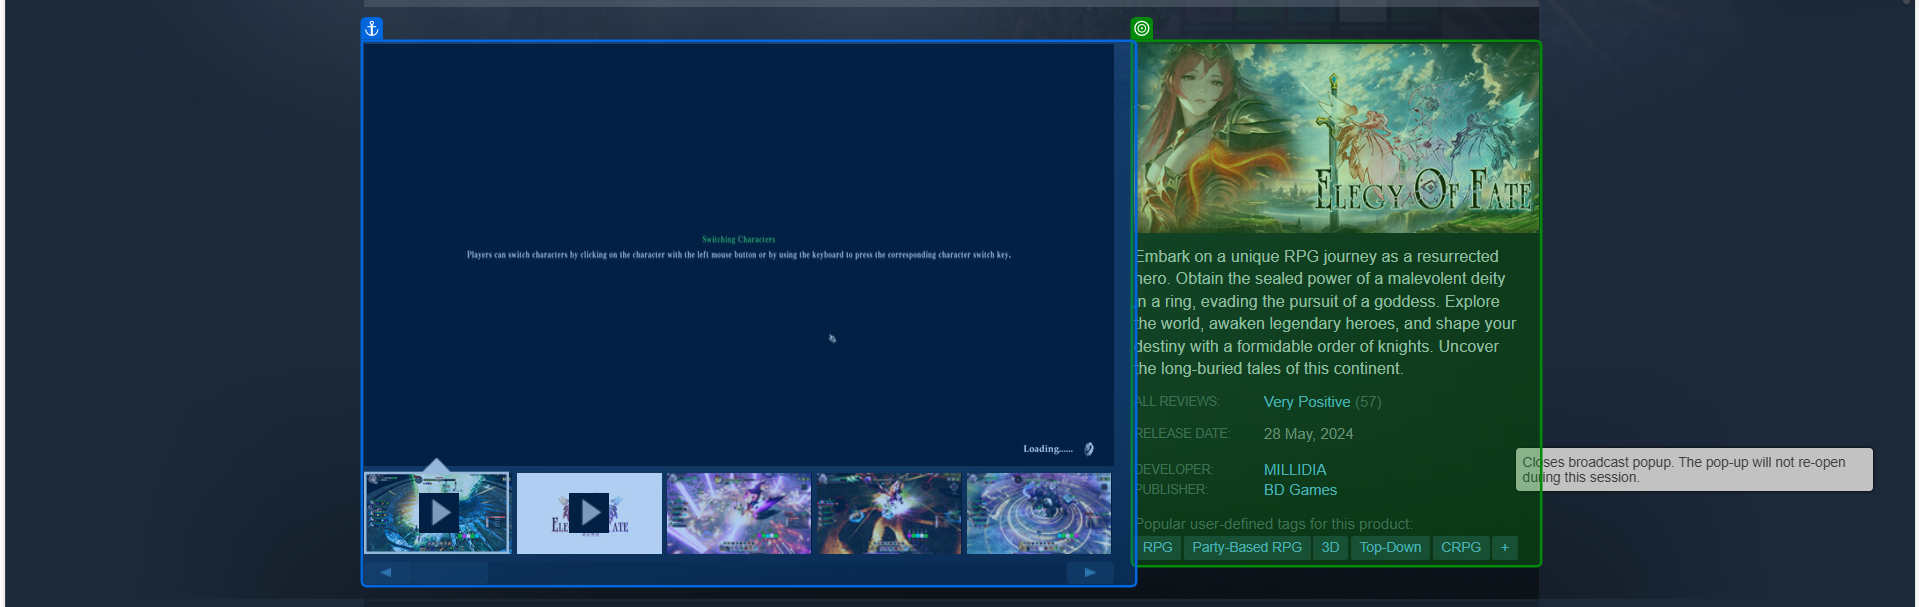 Switching Characters
Players can switch characters by clicking on the character with the left mouse button or by using the keyboard to press the corresponding character switch key.
Loading......
ELEGY OF FATE
Embark on a unique RPG journey as a resurrected
hero. Obtain the sealed power of a malevolent deity
in a ring, evading the pursuit of a goddess. Explore
the world, awaken legendary heroes, and shape your
destiny with a formidable order of knights. Uncover
the long-buried tales of this continent.
ALL REVIEWS: Very Positive (57)
RELEASE DATE: 28 May, 2024
DEVELOPER: MILLIDIA
PUBLISHER: BD Games
Popular user-defined tags for this product:
RPG Party-Based RPG 3D Top-Down CRPG +
Closes broadcast popup. The pop-up will not re-open
during this session.